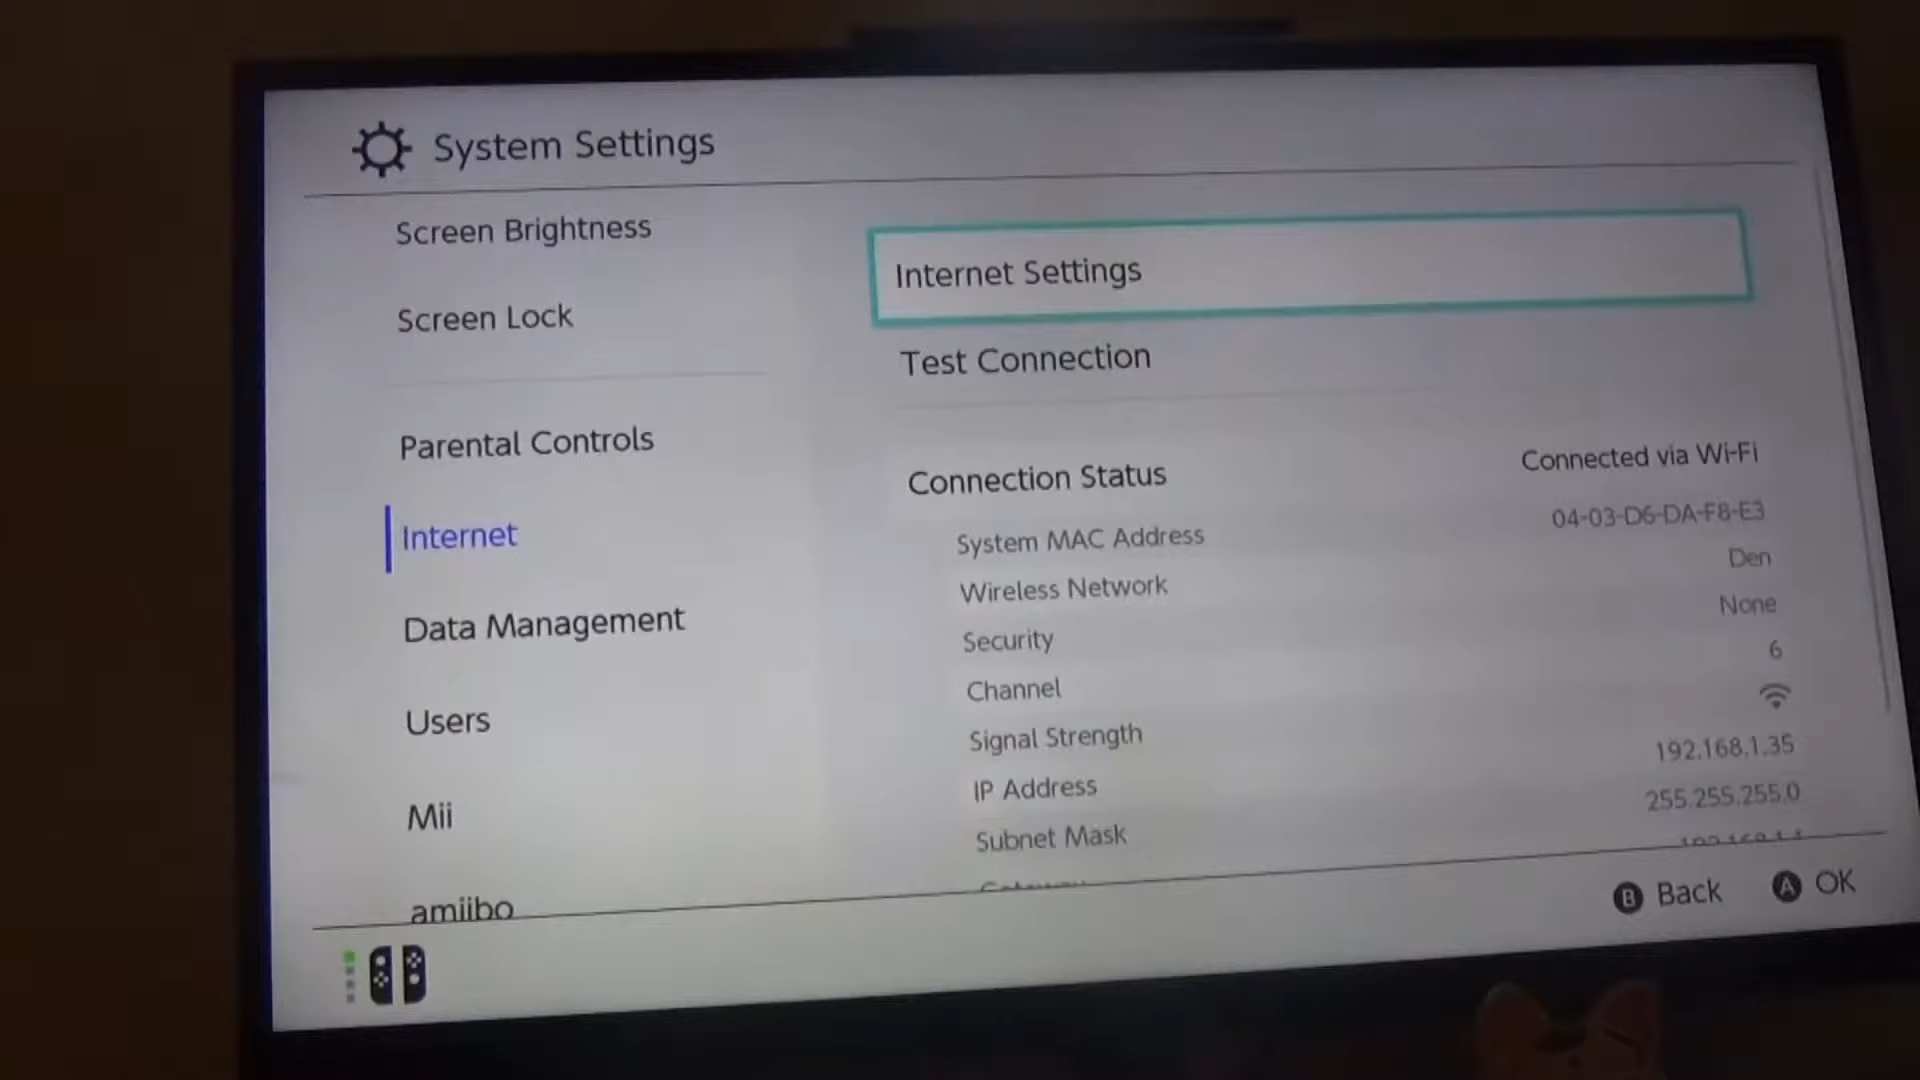 System Settings
Screen Brightness
Screen Lock
Parental Controls
Internet
Data Management
Users
Mii
amiibo
Internet Settings
Test Connection
Connection Status Connected via Wi-Fi
System MAC Address 04-03-D6-DA-F8-E3
Wireless Network Den
Security None
Channel 6
Signal Strength
IP Address 192.168.1.35
Subnet Mask 255.255.255.0
B Back A OK